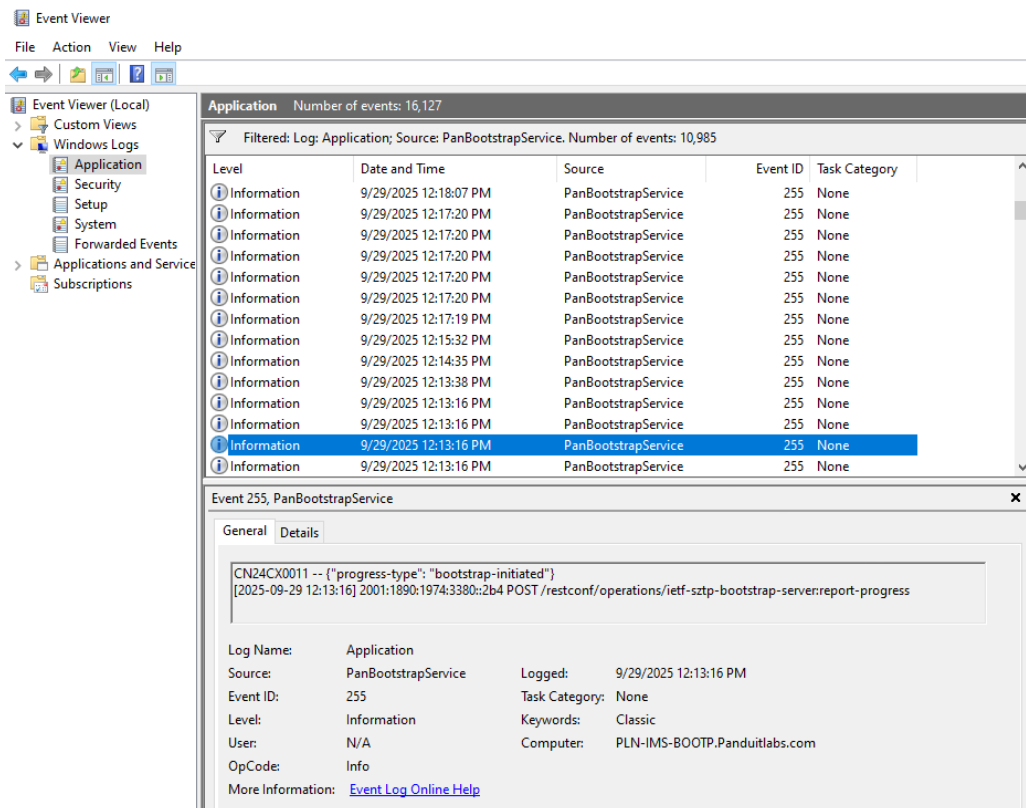 Event Viewer
File Action View Help
Event Viewer (Local)
Custom Views
Windows Logs
Application
Security
Setup
System
Forwarded Events
Applications and Service
Subscriptions
Application Number of events: 16,127
Filtered: Log: Application; Source: PanBootstrapService. Number of events: 10,985
Level Date and Time Source Event ID Task Category
Information 9/29/2025 12:18:07 PM PanBootstrapService 255 None
Information 9/29/2025 12:17:20 PM PanBootstrapService 255 None
Information 9/29/2025 12:17:20 PM PanBootstrapService 255 None
Information 9/29/2025 12:17:20 PM PanBootstrapService 255 None
Information 9/29/2025 12:17:20 PM PanBootstrapService 255 None
Information 9/29/2025 12:17:20 PM PanBootstrapService 255 None
Information 9/29/2025 12:17:19 PM PanBootstrapService 255 None
Information 9/29/2025 12:15:32 PM PanBootstrapService 255 None
Information 9/29/2025 12:14:35 PM PanBootstrapService 255 None
Information 9/29/2025 12:13:38 PM PanBootstrapService 255 None
Information 9/29/2025 12:13:16 PM PanBootstrapService 255 None
Information 9/29/2025 12:13:16 PM PanBootstrapService 255 None
Information 9/29/2025 12:13:16 PM PanBootstrapService 255 None
Information 9/29/2025 12:13:16 PM PanBootstrapService 255 None
Event 255, PanBootstrapService
General Details
CN24CX0011 -- {"progress-type": "bootstrap-initiated"}
[2025-09-29 12:13:16] 2001:1890:1974:3380::2b4 POST /restconf/operations/ietf-sztp-bootstrap-server:report-progress
Log Name: Application
Source: PanBootstrapService Logged: 9/29/2025 12:13:16 PM
Event ID: 255 Task Category: None
Level: Information Keywords: Classic
User: N/A Computer: PLN-IMS-BOOTP.Panduitlabs.com
OpCode: Info
More Information: Event Log Online Help